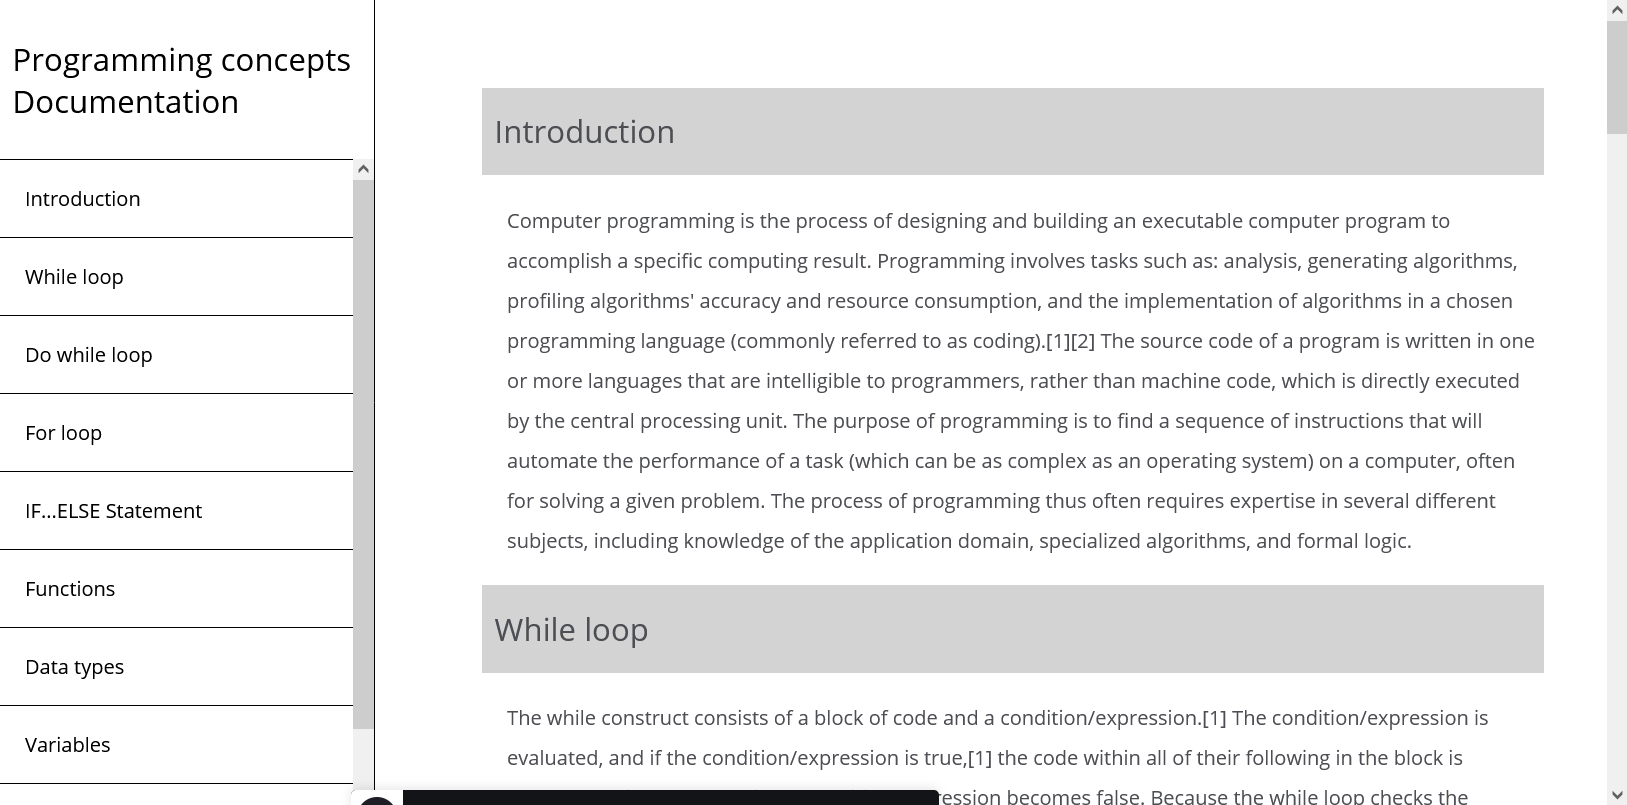 Programming concepts
Documentation
Introduction
While loop
Do while loop
For loop
IF...ELSE Statement
Functions
Data types
Variables
Introduction
Computer programming is the process of designing and building an executable computer program to
accomplish a specific computing result. Programming involves tasks such as: analysis, generating algorithms,
profiling algorithms' accuracy and resource consumption, and the implementation of algorithms in a chosen
programming language (commonly referred to as coding).[1][2] The source code of a program is written in one
or more languages that are intelligible to programmers, rather than machine code, which is directly executed
by the central processing unit. The purpose of programming is to find a sequence of instructions that will
automate the performance of a task (which can be as complex as an operating system) on a computer, often
for solving a given problem. The process of programming thus often requires expertise in several different
subjects, including knowledge of the application domain, specialized algorithms, and formal logic.
While loop
The while construct consists of a block of code and a condition/expression.[1] The condition/expression is
evaluated, and if the condition/expression is true,[1] the code within all of their following in the block is
becomes false. Because the while loop checks the